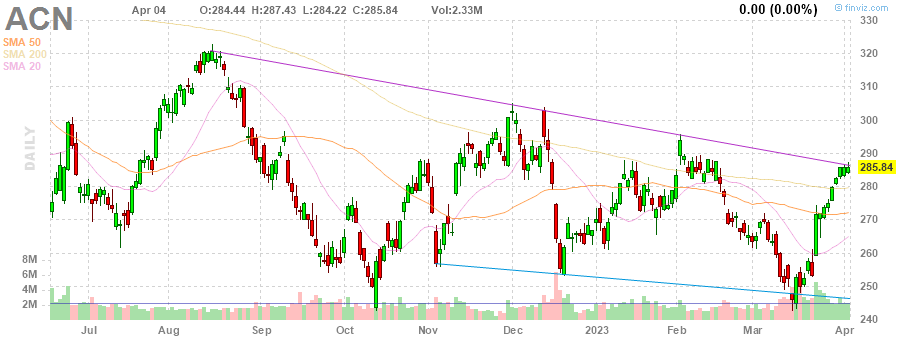 ACN Apr 04 O:284.44 H:287.43 L:284.22 C:285.84 Vol:2.33M 0.00 (0.00%) finviz.com
SMA 50
SMA 200
SMA 20
DAILY
330
320
310
300
290
285.84
280
270
260
250
240
8M
6M
4M
2M
Jul Aug Sep Oct Nov Dec 2023 Feb Mar Apr